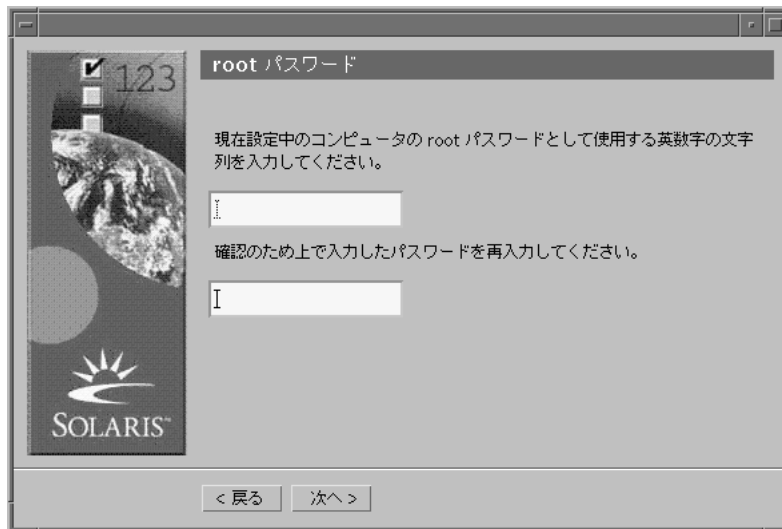 123
root パスワード
現在設定中のコンピュータの root パスワードとして使用する英数字の文字
列を入力してください。
確認のため上で入力したパスワードを再入力してください。
SOLARIS™
< 戻る
次へ >